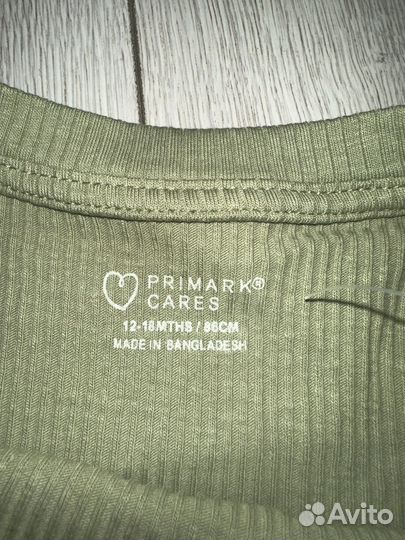 PRIMARK®
CARES
12-18MTHS / 86CM
MADE IN BANGLADESH
Avito